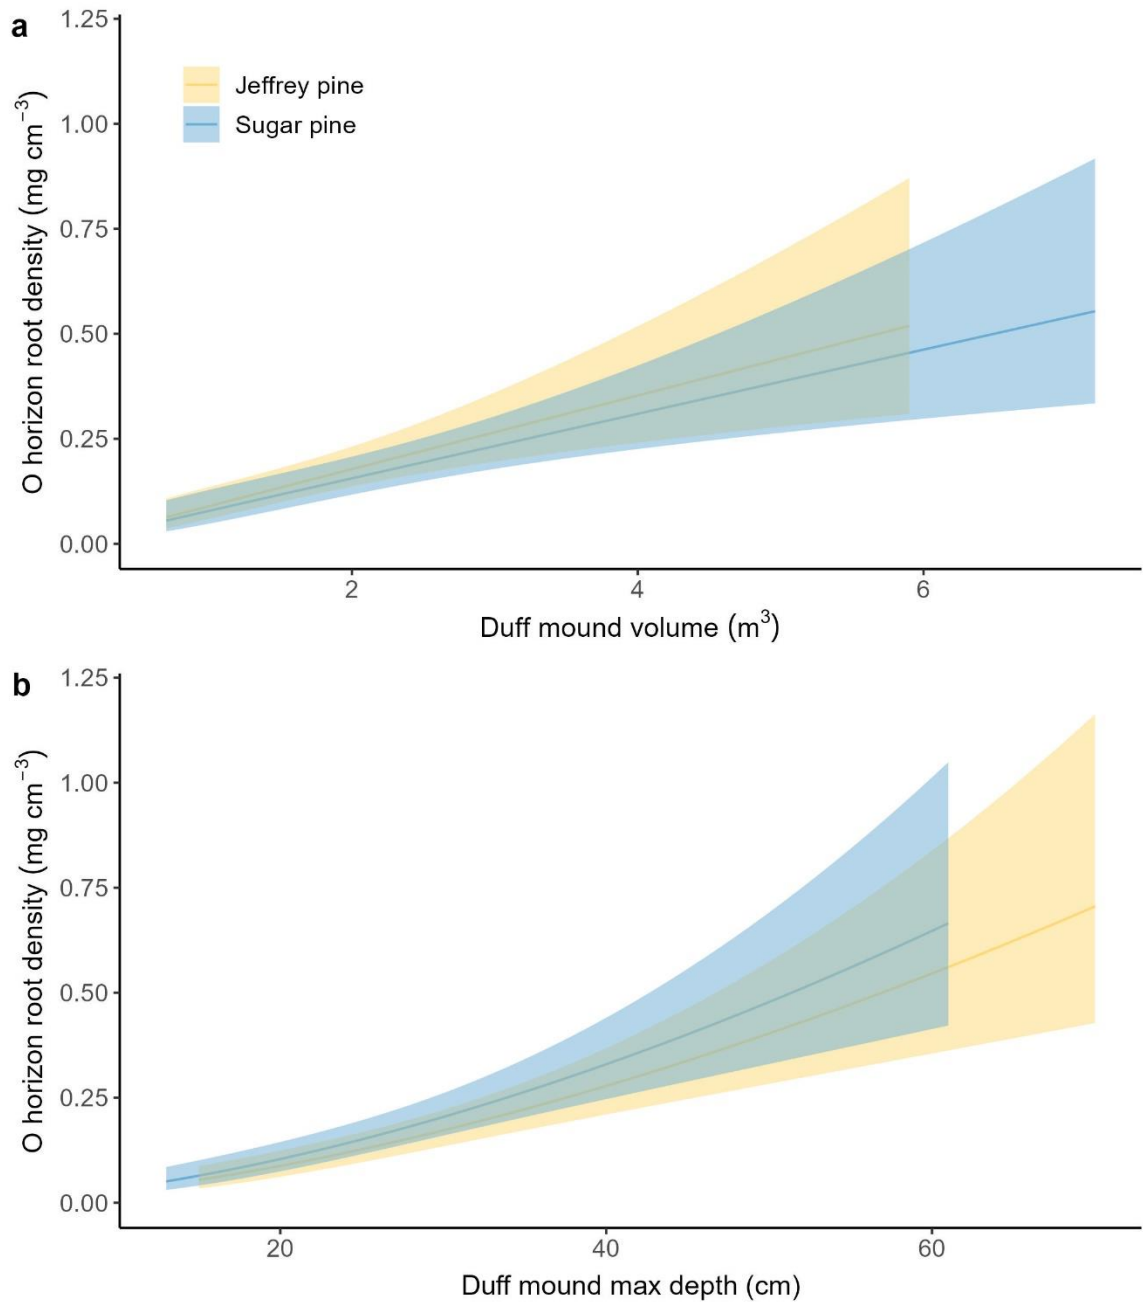 a
O horizon root density (mg cm⁻³)
1.25
1.00
0.75
0.50
0.25
0.00
Jeffrey pine
Sugar pine
2 4 6
Duff mound volume (m³)
b
O horizon root density (mg cm⁻³)
1.25
1.00
0.75
0.50
0.25
0.00
20 40 60
Duff mound max depth (cm)